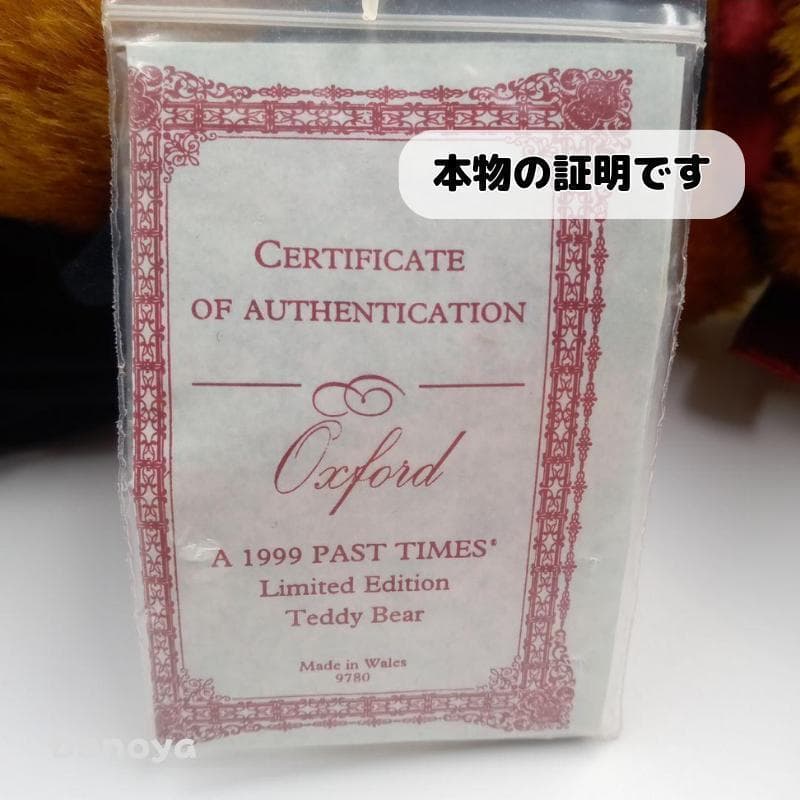 本物の証明です
CERTIFICATE
OF AUTHENTICATION
Oxford
A 1999 PAST TIMES®
Limited Edition
Teddy Bear
Made in Wales
9780